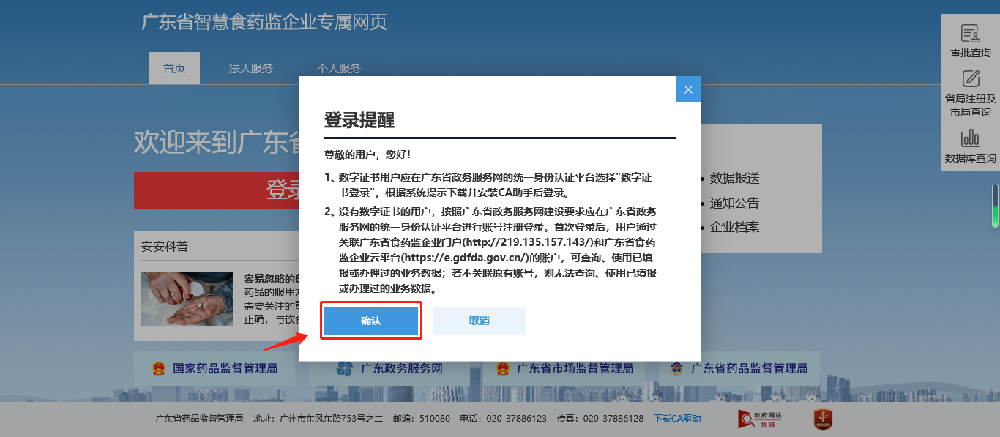 广东省智慧食药监企业专属网页
首页
法人服务
个人服务
审批查询
省局注册及
市局查询
数据库查询
欢迎来到广东省
登录
登录提醒
尊敬的用户，您好！
1、数字证书用户应在广东省政务服务网的统一身份认证平台选择"数字证
书登录"，根据系统提示下载并安装CA助手后登录。
2、没有数字证书的用户，按照广东省政务服务网建设要求应在广东省政务
服务网的统一身份认证平台进行账号注册登录。首次登录后，用户通过
关联广东省食药监企业门户(http://219.135.157.143/)和广东省食药
监企业云平台(https://e.gdfda.gov.cn/)的账户，可查询、使用已填
报或办理过的业务数据；若不关联原有账号，则无法查询、使用已填报
或办理过的业务数据。
确认
取消
• 数据报送
• 通知公告
• 企业档案
安安科普
容易忽略的6
药品的服用方
需要关注的重
正确，与饮食
国家药品监督管理局
广东政务服务网
广东省市场监督管理局
广东省药品监督管理局
广东省药品监督管理局 地址：广州市东风东路753号之二 邮编：510080 电话：020-37886123 传真：020-37886128 下载CA驱动
政府网站
找错